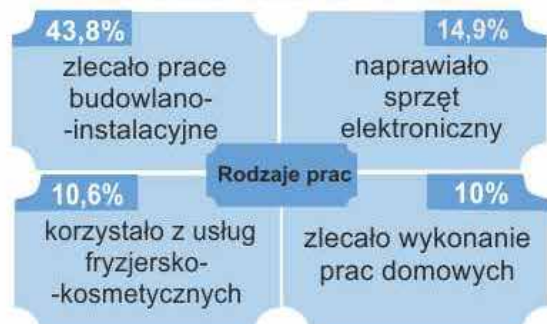 43,8%
zlecało prace
budowlano-
-instalacyjne
14,9%
naprawiało
sprzęt
elektroniczny
Rodzaje prac
10,6%
korzystało z usług
fryzjersko-
-kosmetycznych
10%
zlecało wykonanie
prac domowych